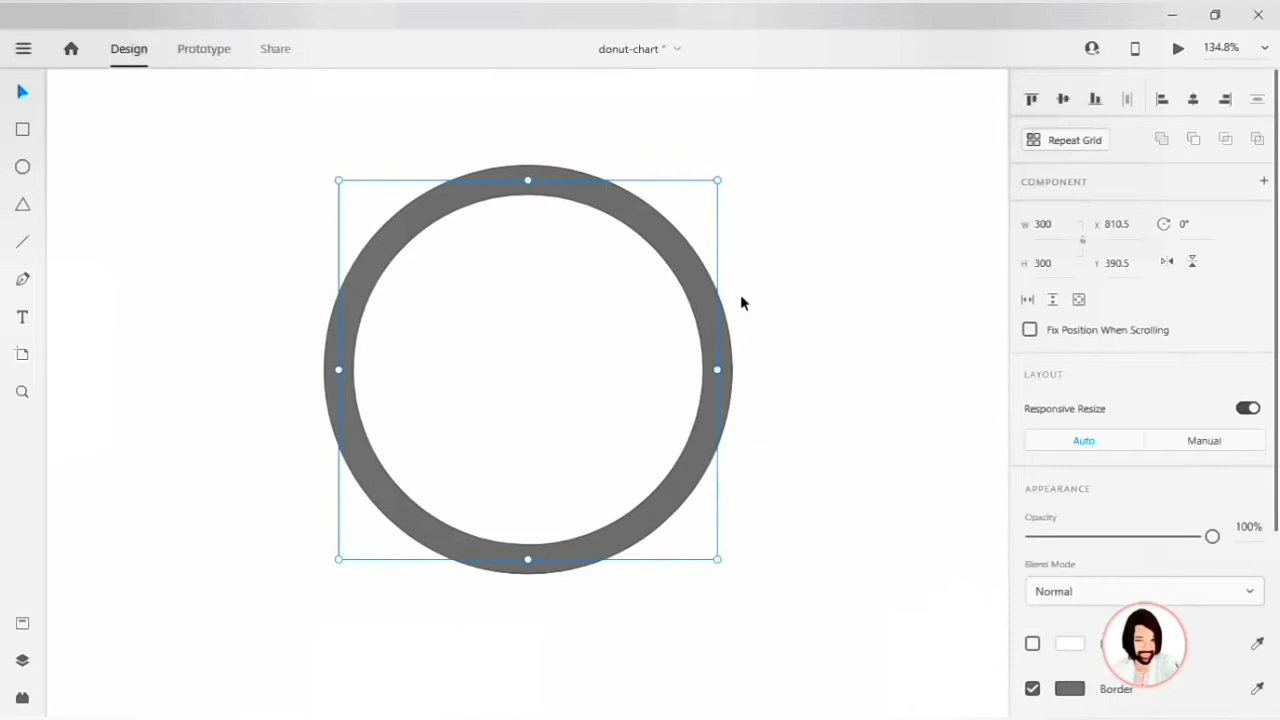 Design
Prototype
Share
donut-chart *
134.8%
Repeat Grid
COMPONENT
W 300
X 810.5
0°
H 300
Y 390.5
Fix Position When Scrolling
LAYOUT
Responsive Resize
Auto
Manual
APPEARANCE
Opacity
100%
Blend Mode
Normal
Border